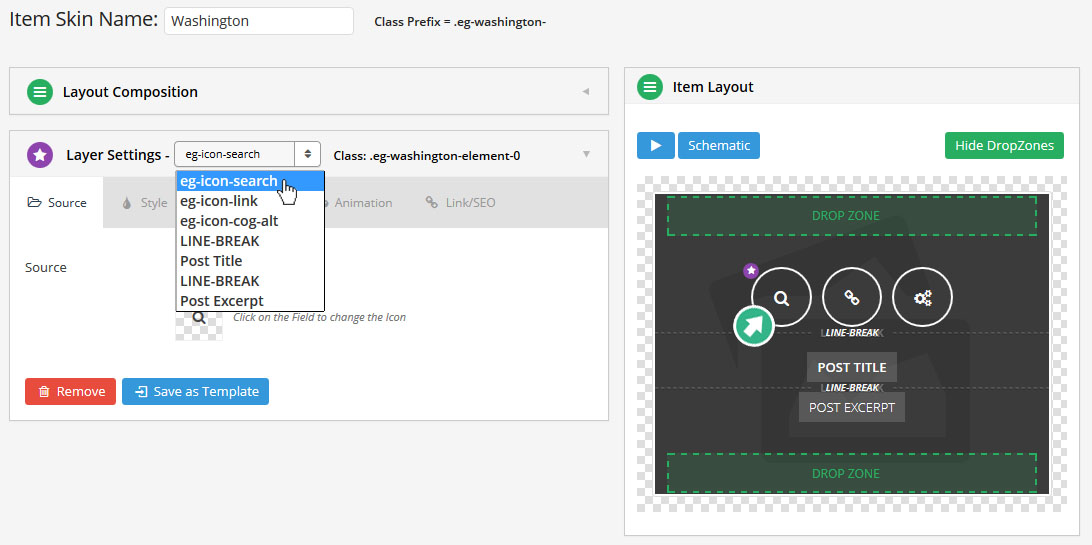 Item Skin Name: Washington Class Prefix = .eg-washington-
Layout Composition
Layer Settings - eg-icon-search Class: .eg-washington-element-0
eg-icon-search
eg-icon-link
eg-icon-cog-alt
LINE-BREAK
Post Title
LINE-BREAK
Post Excerpt
Source Style Animation Link/SEO
Source
Click on the Field to change the Icon
Remove Save as Template
Item Layout
Schematic Hide DropZones
DROP ZONE
LINE-BREAK
POST TITLE
LINE-BREAK
POST EXCERPT
DROP ZONE